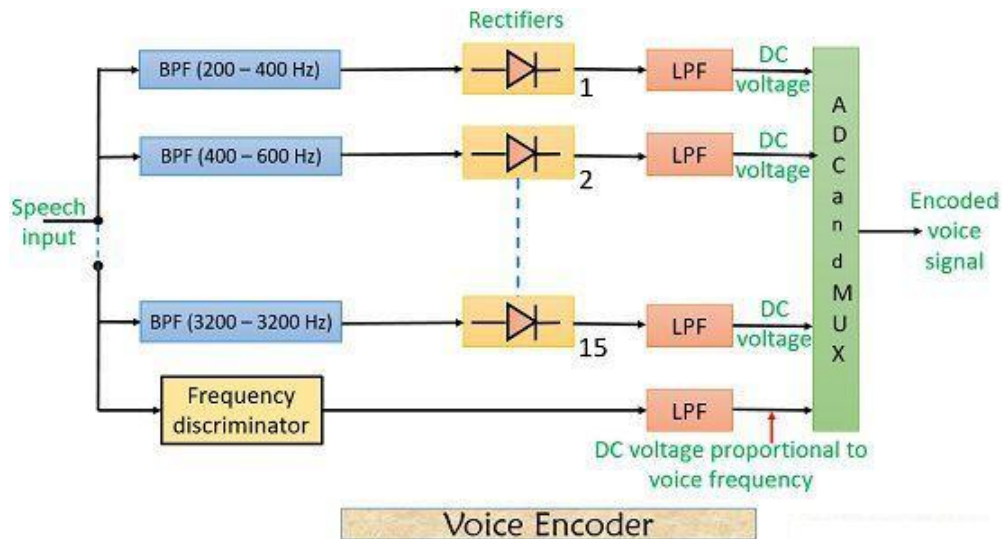 Rectifiers
BPF (200 – 400 Hz)
1
LPF
DC
voltage
BPF (400 – 600 Hz)
2
LPF
DC
voltage
Speech
input
BPF (3200 – 3200 Hz)
15
LPF
DC
voltage
Frequency
discriminator
LPF
DC voltage proportional to
voice frequency
A
D
C a
n
d
M
U
X
Encoded
voice
signal
Voice Encoder